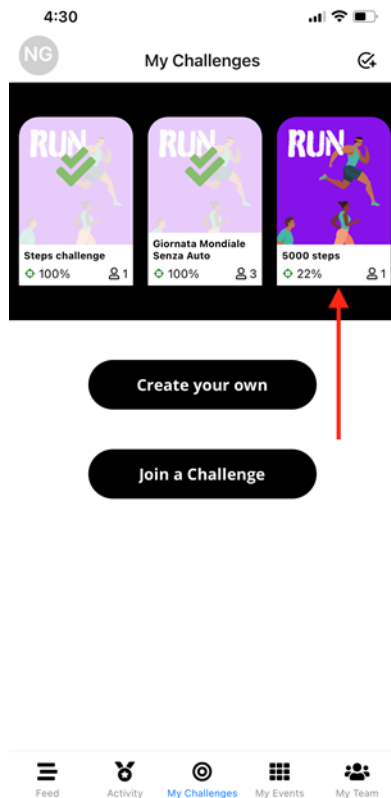 4:30
NG
My Challenges
RUN
RUN
RUN
Steps challenge
100%
1
Giornata Mondiale
Senza Auto
100%
3
5000 steps
22%
1
Create your own
Join a Challenge
Feed
Activity
My Challenges
My Events
My Team